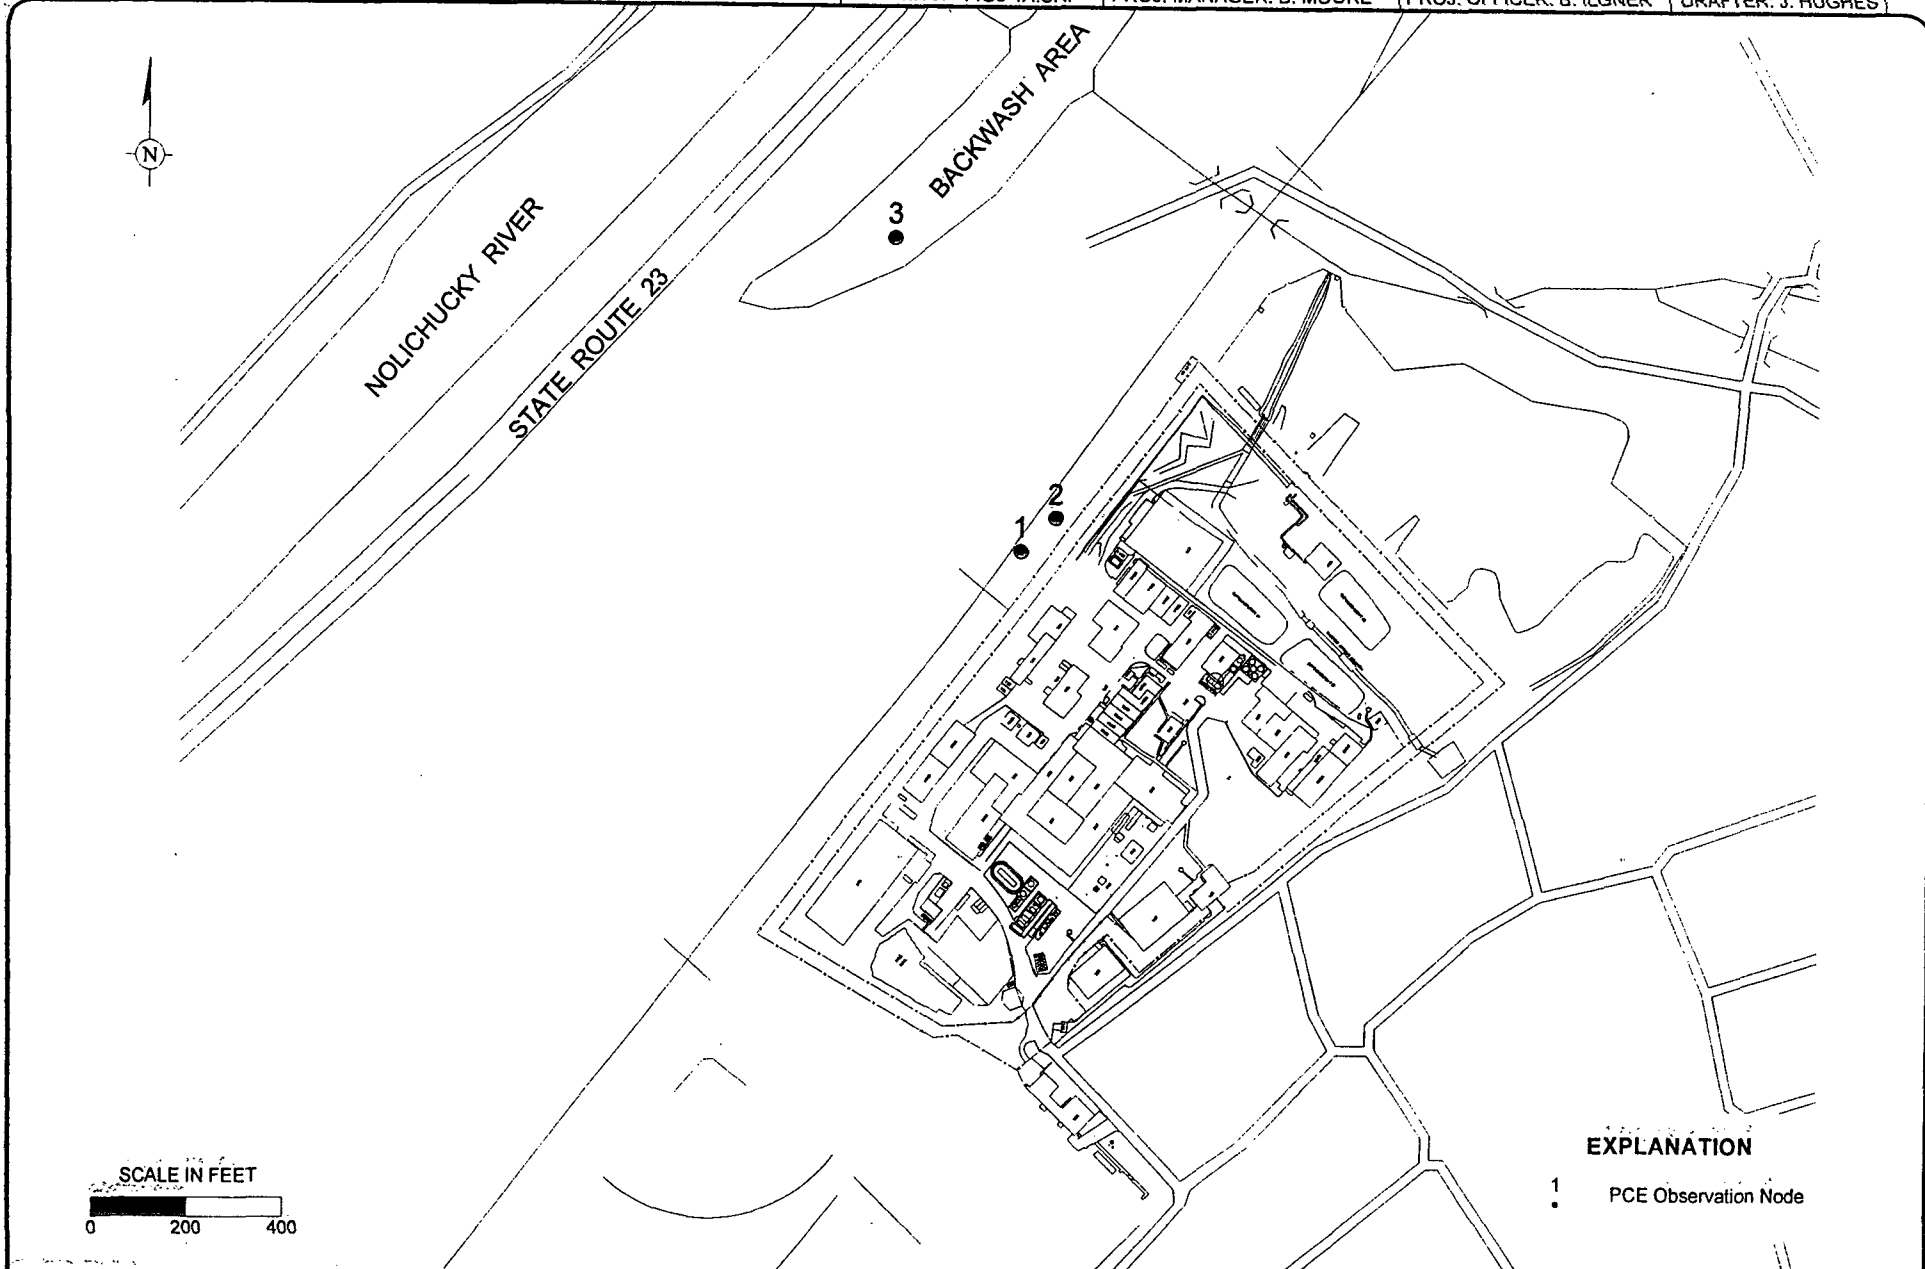 PROJ. MANAGER: B. MOORE
PROJ. OFFICER: B. ILGNER
DRAFTER: J. HUGHES
N
BACKWASH AREA
3
NOLICHUCKY RIVER
STATE ROUTE 23
2
1
EXPLANATION
1 PCE Observation Node
SCALE IN FEET
0 200 400